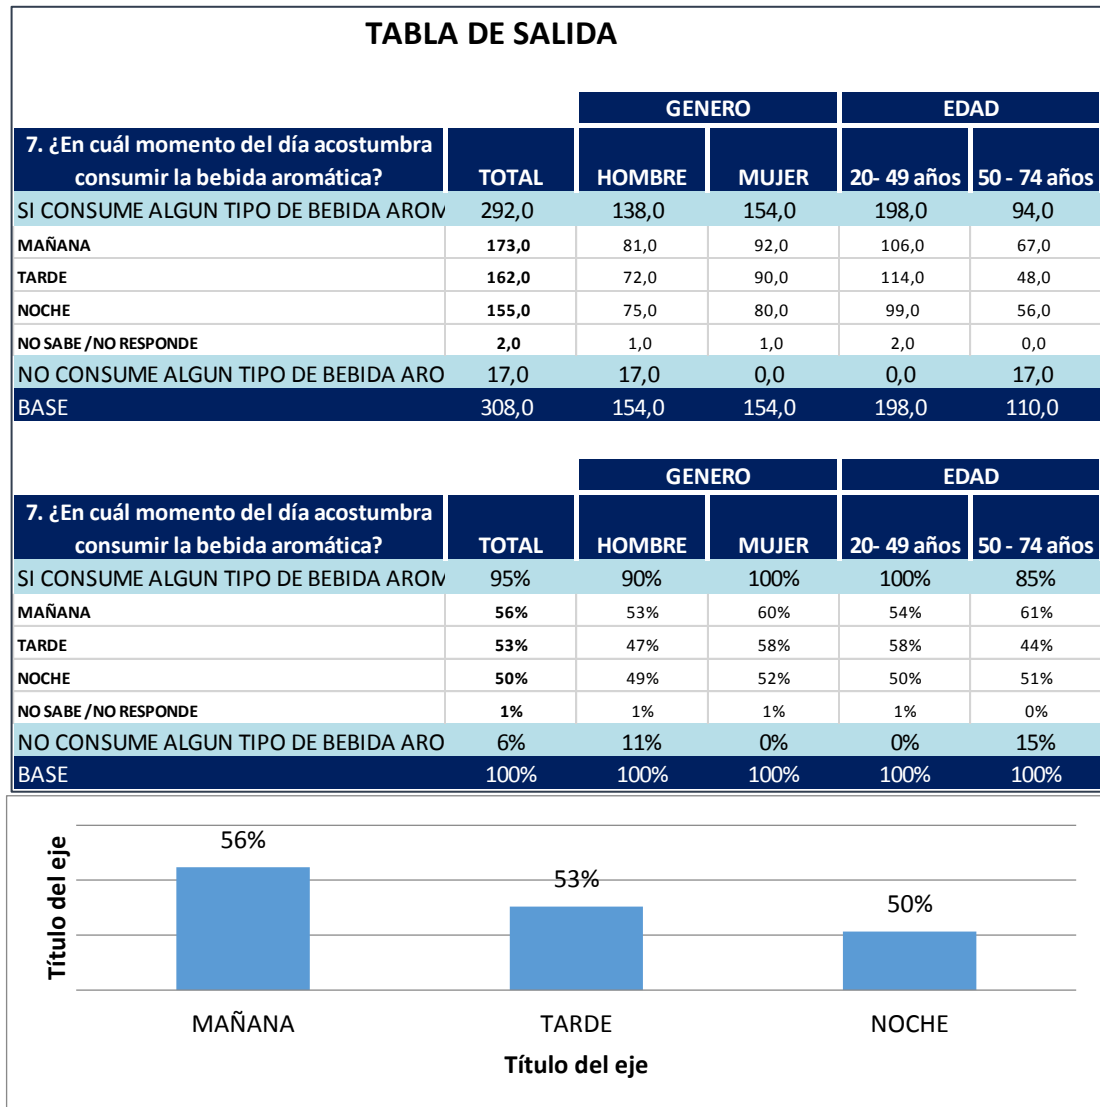 TABLA DE SALIDA
GENERO EDAD
7. ¿En cuál momento del día acostumbra
consumir la bebida aromática? TOTAL HOMBRE MUJER 20- 49 años 50 - 74 años
SI CONSUME ALGUN TIPO DE BEBIDA AROM 292,0 138,0 154,0 198,0 94,0
MAÑANA 173,0 81,0 92,0 106,0 67,0
TARDE 162,0 72,0 90,0 114,0 48,0
NOCHE 155,0 75,0 80,0 99,0 56,0
NO SABE /NO RESPONDE 2,0 1,0 1,0 2,0 0,0
NO CONSUME ALGUN TIPO DE BEBIDA ARO 17,0 17,0 0,0 0,0 17,0
BASE 308,0 154,0 154,0 198,0 110,0
GENERO EDAD
7. ¿En cuál momento del día acostumbra
consumir la bebida aromática? TOTAL HOMBRE MUJER 20- 49 años 50 - 74 años
SI CONSUME ALGUN TIPO DE BEBIDA AROM 95% 90% 100% 100% 85%
MAÑANA 56% 53% 60% 54% 61%
TARDE 53% 47% 58% 58% 44%
NOCHE 50% 49% 52% 50% 51%
NO SABE /NO RESPONDE 1% 1% 1% 1% 0%
NO CONSUME ALGUN TIPO DE BEBIDA ARO 6% 11% 0% 0% 15%
BASE 100% 100% 100% 100% 100%
Título del eje
56% 53% 50%
MAÑANA TARDE NOCHE
Título del eje